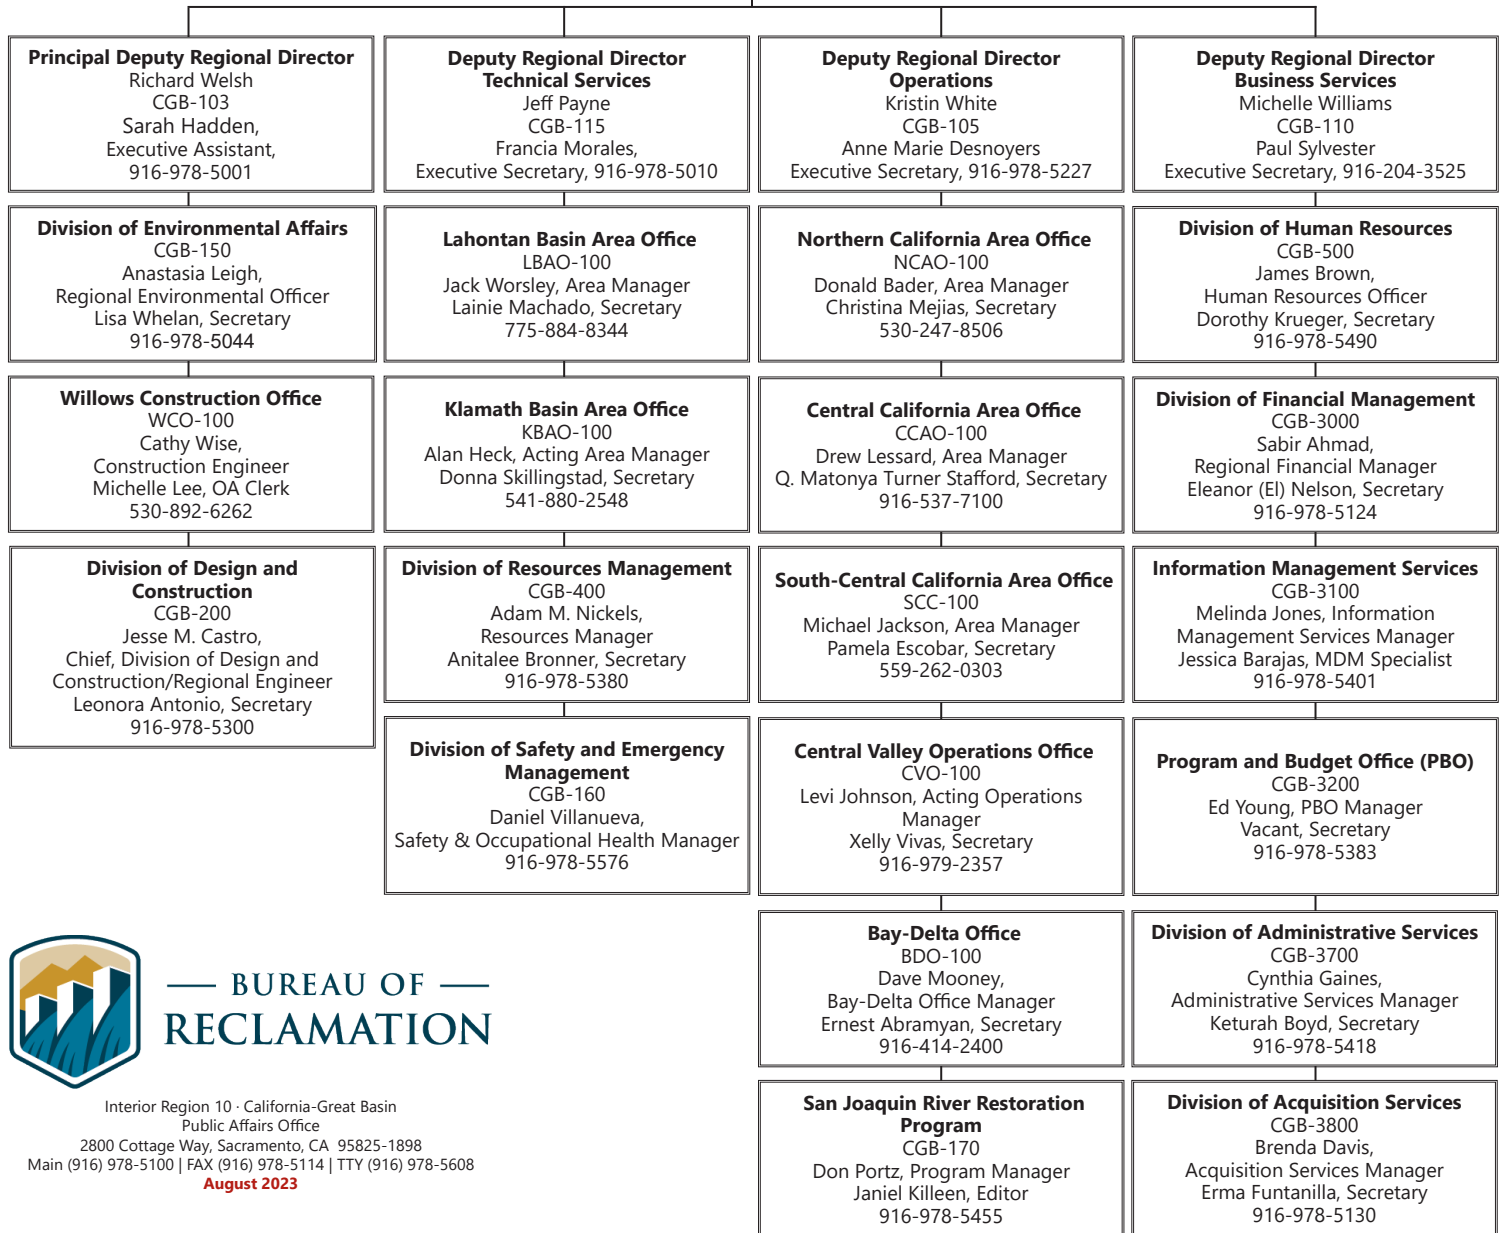 Principal Deputy Regional Director
Richard Welsh
CGB-103
Sarah Hadden,
Executive Assistant,
916-978-5001
Division of Environmental Affairs
CGB-150
Anastasia Leigh,
Regional Environmental Officer
Lisa Whelan, Secretary
916-978-5044
Willows Construction Office
WCO-100
Cathy Wise,
Construction Engineer
Michelle Lee, OA Clerk
530-892-6262
Division of Design and
Construction
CGB-200
Jesse M. Castro,
Chief, Division of Design and
Construction/Regional Engineer
Leonora Antonio, Secretary
916-978-5300
Deputy Regional Director
Technical Services
Jeff Payne
CGB-115
Francia Morales,
Executive Secretary, 916-978-5010
Lahontan Basin Area Office
LBAO-100
Jack Worsley, Area Manager
Lainie Machado, Secretary
775-884-8344
Klamath Basin Area Office
KBAO-100
Alan Heck, Acting Area Manager
Donna Skillingstad, Secretary
541-880-2548
Division of Resources Management
CGB-400
Adam M. Nickels,
Resources Manager
Anitalee Bronner, Secretary
916-978-5380
Division of Safety and Emergency
Management
CGB-160
Daniel Villanueva,
Safety & Occupational Health Manager
916-978-5576
Deputy Regional Director
Operations
Kristin White
CGB-105
Anne Marie Desnoyers
Executive Secretary, 916-978-5227
Northern California Area Office
NCAO-100
Donald Bader, Area Manager
Christina Mejias, Secretary
530-247-8506
Central California Area Office
CCAO-100
Drew Lessard, Area Manager
Q. Matonya Turner Stafford, Secretary
916-537-7100
South-Central California Area Office
SCC-100
Michael Jackson, Area Manager
Pamela Escobar, Secretary
559-262-0303
Central Valley Operations Office
CVO-100
Levi Johnson, Acting Operations
Manager
Xelly Vivas, Secretary
916-979-2357
Bay-Delta Office
BDO-100
Dave Mooney,
Bay-Delta Office Manager
Ernest Abramyan, Secretary
916-414-2400
San Joaquin River Restoration
Program
CGB-170
Don Portz, Program Manager
Janiel Killeen, Editor
916-978-5455
Deputy Regional Director
Business Services
Michelle Williams
CGB-110
Paul Sylvester
Executive Secretary, 916-204-3525
Division of Human Resources
CGB-500
James Brown,
Human Resources Officer
Dorothy Krueger, Secretary
916-978-5490
Division of Financial Management
CGB-3000
Sabir Ahmad,
Regional Financial Manager
Eleanor (El) Nelson, Secretary
916-978-5124
Information Management Services
CGB-3100
Melinda Jones, Information
Management Services Manager
Jessica Barajas, MDM Specialist
916-978-5401
Program and Budget Office (PBO)
CGB-3200
Ed Young, PBO Manager
Vacant, Secretary
916-978-5383
Division of Administrative Services
CGB-3700
Cynthia Gaines,
Administrative Services Manager
Keturah Boyd, Secretary
916-978-5418
Division of Acquisition Services
CGB-3800
Brenda Davis,
Acquisition Services Manager
Erma Funtanilla, Secretary
916-978-5130
BUREAU OF
RECLAMATION
Interior Region 10 · California-Great Basin
Public Affairs Office
2800 Cottage Way, Sacramento, CA 95825-1898
Main (916) 978-5100 | FAX (916) 978-5114 | TTY (916) 978-5608
August 2023